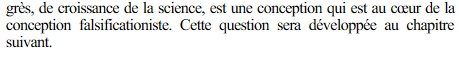 grès, de croissance de la science, est une conception qui est au cœur de la
conception falsificationiste. Cette question sera développée au chapitre
suivant.